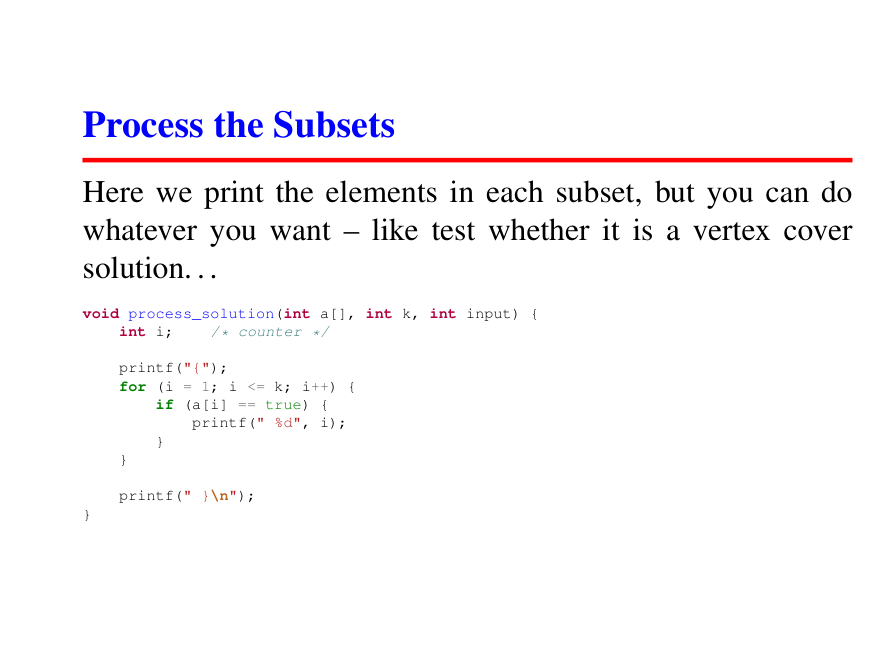 Process the Subsets
Here we print the elements in each subset, but you can do
whatever you want – like test whether it is a vertex cover
solution. . .
void process_solution(int a[], int k, int input) {
    int i;    /* counter */

    printf("{");
    for (i = 1; i <= k; i++) {
        if (a[i] == true) {
            printf(" %d", i);
        }
    }

    printf(" }\n");
}